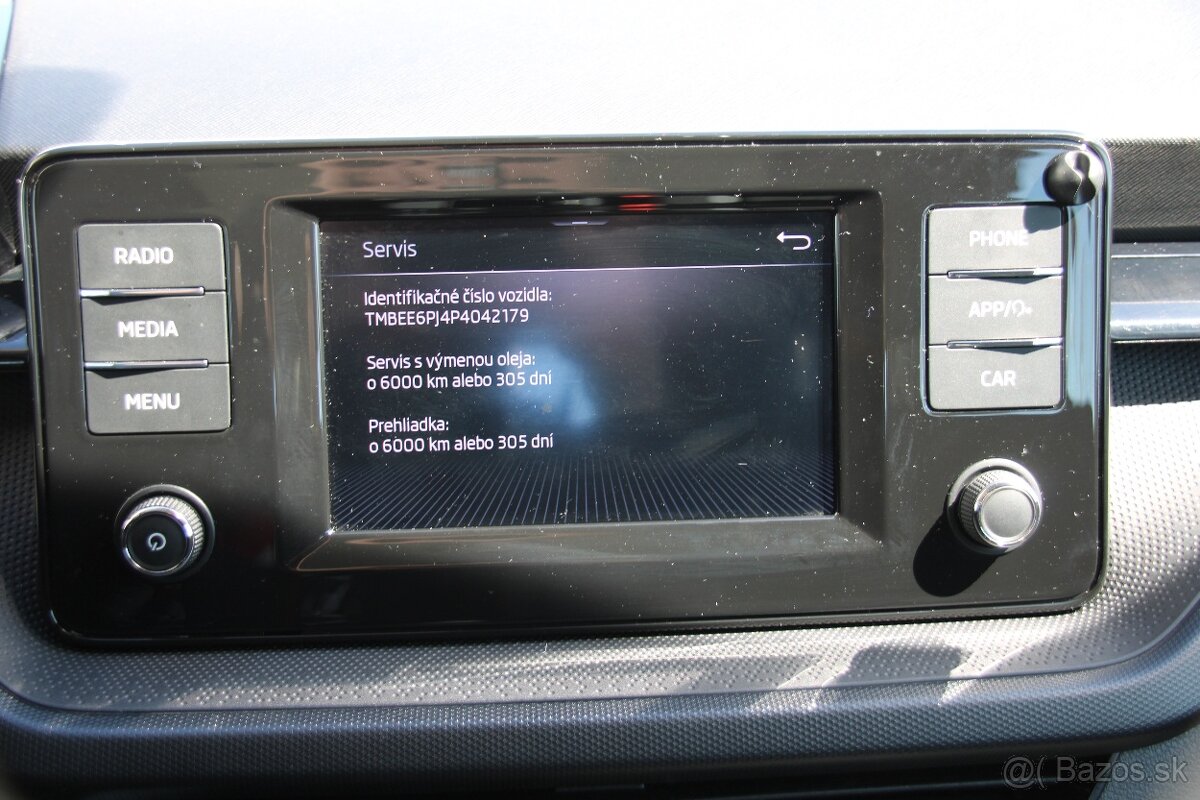 Servis
Identifikačné číslo vozidla:
TMBEE6PJ4P4042179
Servis s výmenou oleja:
o 6000 km alebo 305 dní
Prehliadka:
o 6000 km alebo 305 dní
RADIO
MEDIA
MENU
PHONE
APP/
CAR
@( Bazos.sk